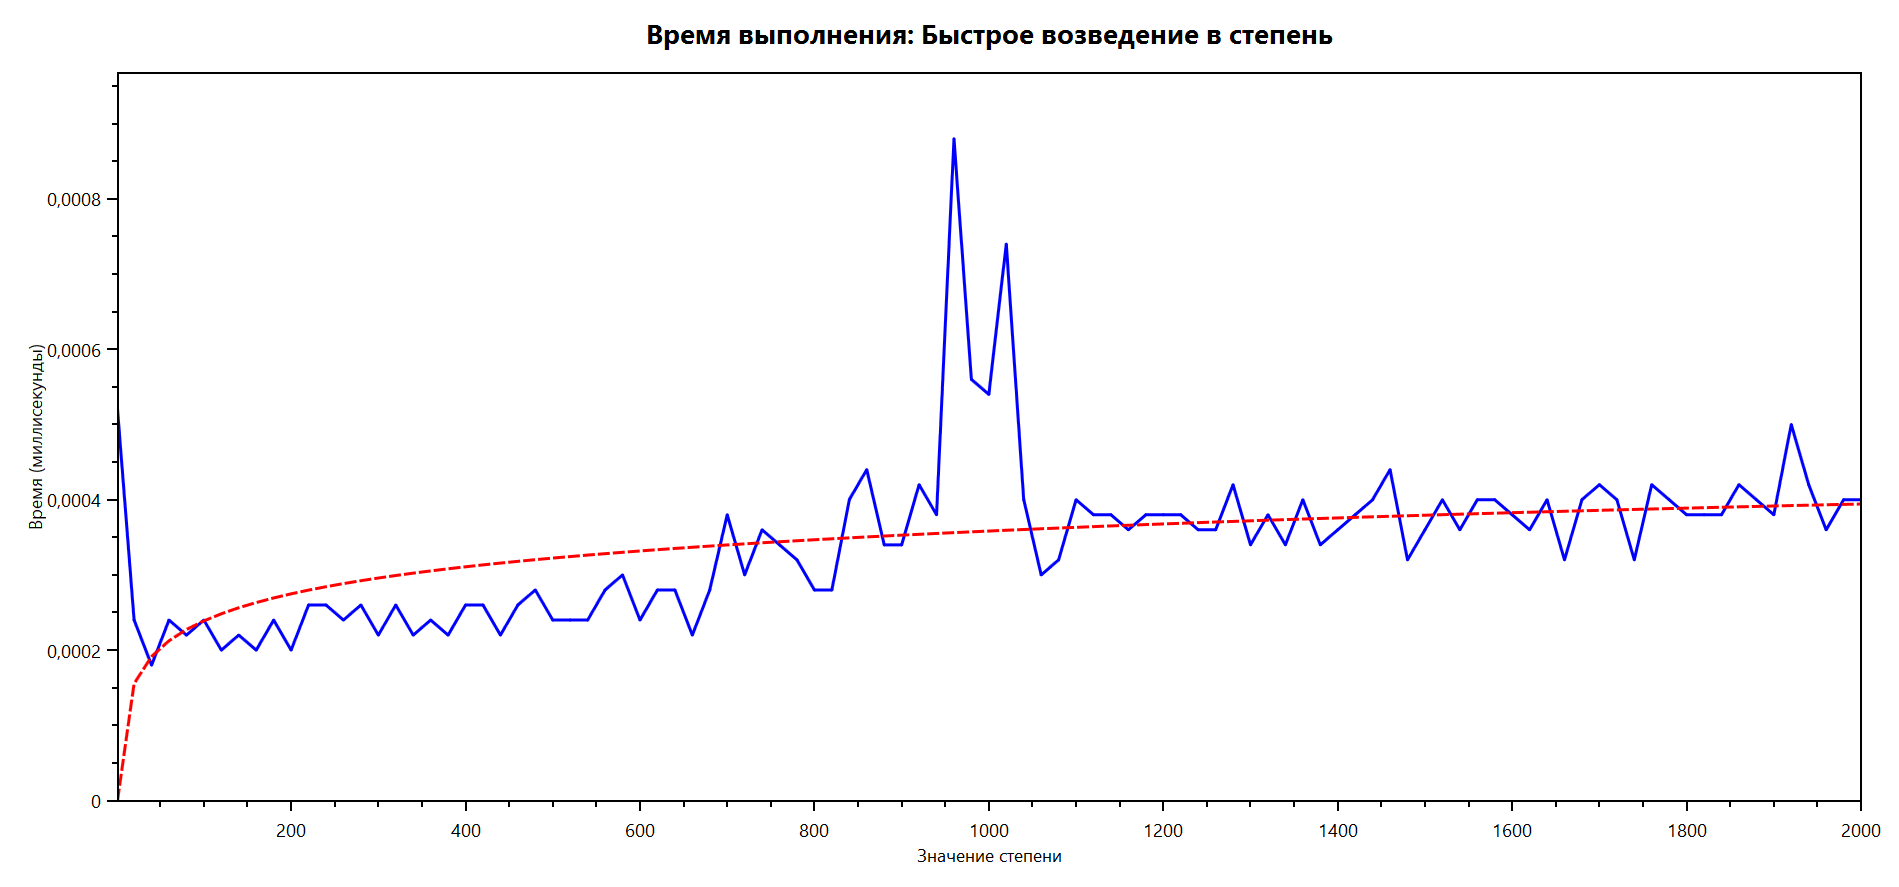 Время выполнения: Быстрое возведение в степень
Время (миллисекунды)
0,0008
0,0006
0,0004
0,0002
0
200 400 600 800 1000 1200 1400 1600 1800 2000
Значение степени